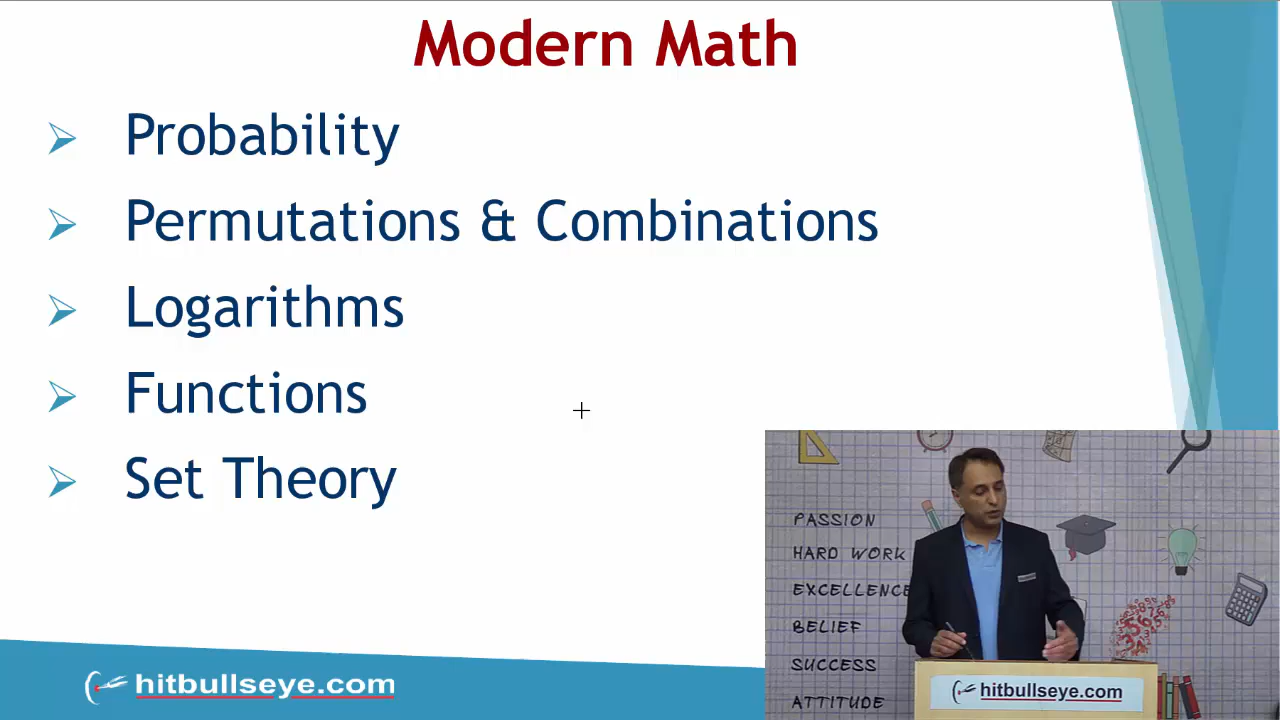 Modern Math
Probability
Permutations & Combinations
Logarithms
Functions
Set Theory
PASSION
HARD WORK
EXCELLENCE
BELIEF
SUCCESS
ATTITUDE
hitbullseye.com
hitbullseye.com